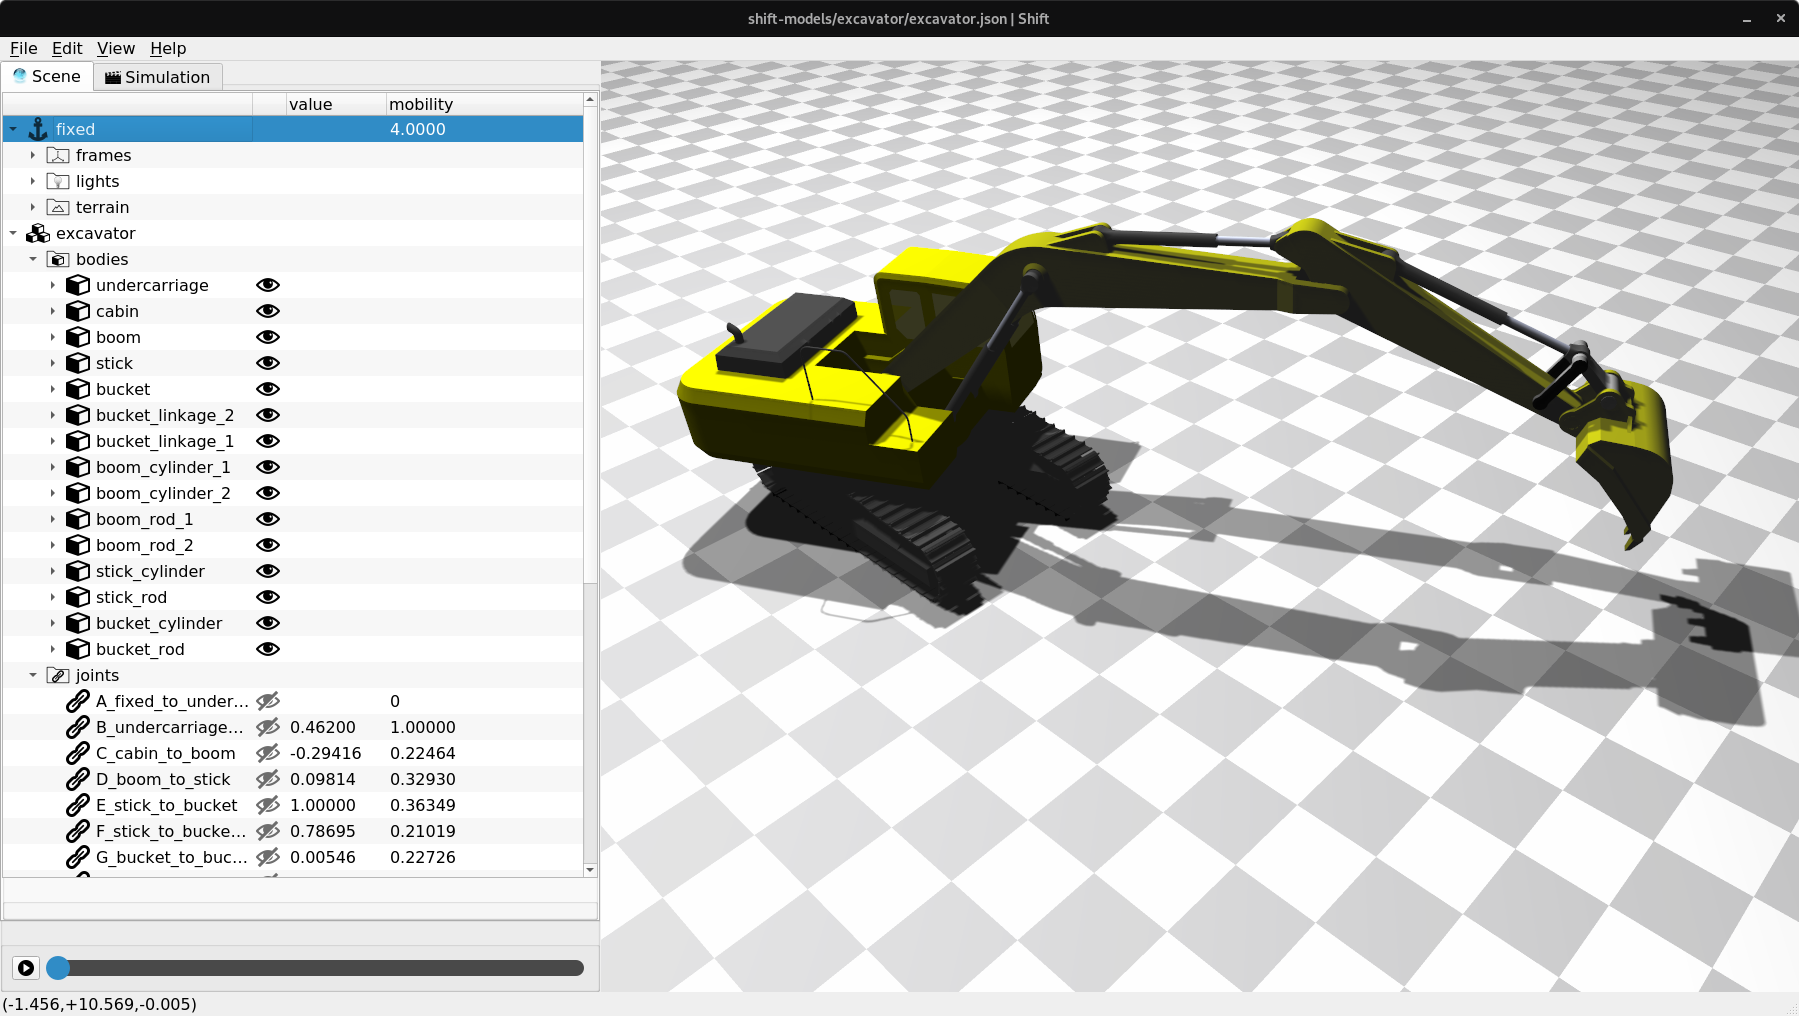 shift-models/excavator/excavator.json | Shift
File Edit View Help
Scene Simulation
value mobility
fixed 4.0000
frames
lights
terrain
excavator
bodies
undercarriage
cabin
boom
stick
bucket
bucket_linkage_2
bucket_linkage_1
boom_cylinder_1
boom_cylinder_2
boom_rod_1
boom_rod_2
stick_cylinder
stick_rod
bucket_cylinder
bucket_rod
joints
A_fixed_to_under... 0
B_undercarriage... 0.46200 1.00000
C_cabin_to_boom -0.29416 0.22464
D_boom_to_stick 0.09814 0.32930
E_stick_to_bucket 1.00000 0.36349
F_stick_to_bucke... 0.78695 0.21019
G_bucket_to_buc... 0.00546 0.22726
(-1.456,+10.569,-0.005)